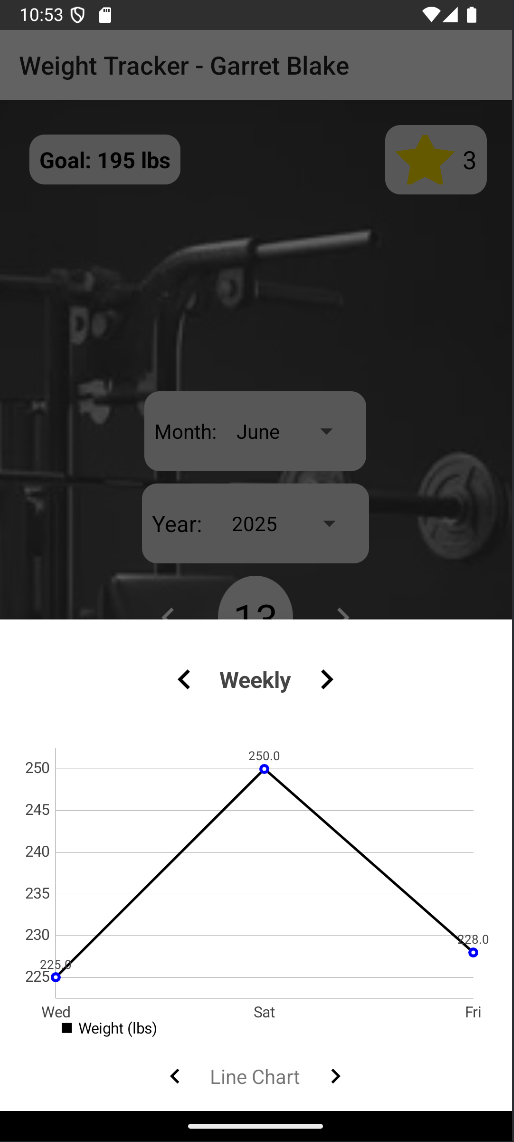 10:53
Weight Tracker - Garret Blake
Goal: 195 lbs
3
Month: June
Year: 2025
13
Weekly
250.0
250
245
240
235
230
228.0
225.0
225
Wed Sat Fri
Weight (lbs)
Line Chart